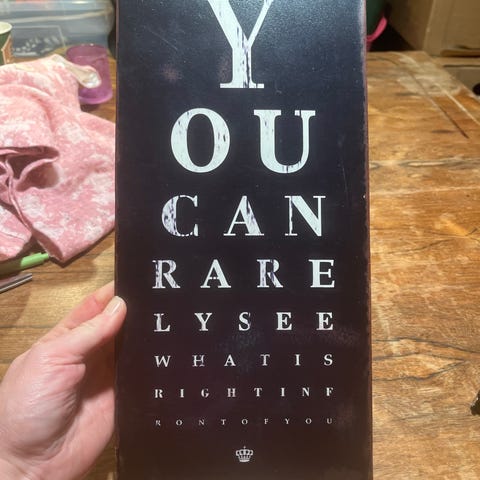 Y
OU
CAN
RARE
LYSEE
WHATIS
RIGHTINF
RONTOFYOU